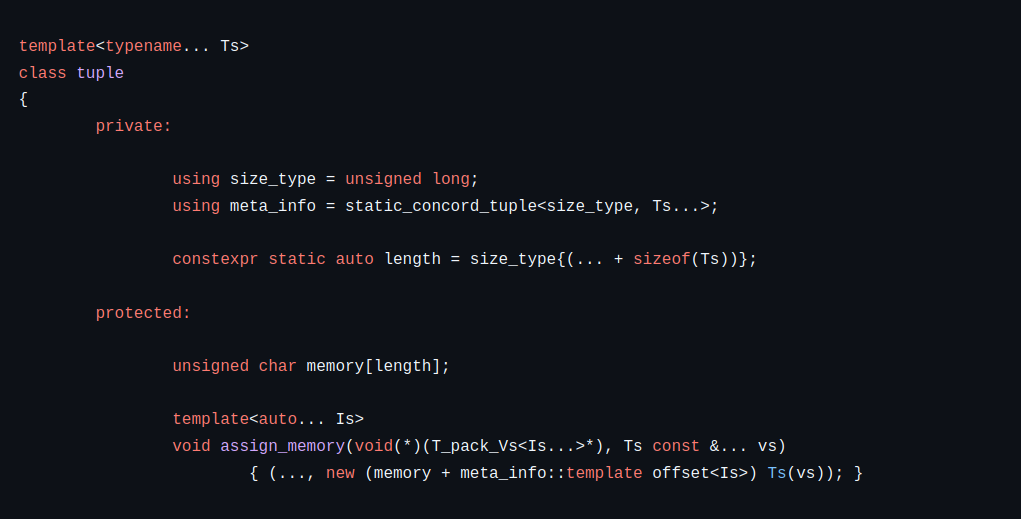 template<typename... Ts>
class tuple
{
private:
using size_type = unsigned long;
using meta_info = static_concord_tuple<size_type, Ts...>;
constexpr static auto length = size_type{(... + sizeof(Ts))};
protected:
unsigned char memory[length];
template<auto... Is>
void assign_memory(void(*)(T_pack_Vs<Is...>*), Ts const &... vs)
{ (..., new (memory + meta_info::template offset<Is>) Ts(vs)); }